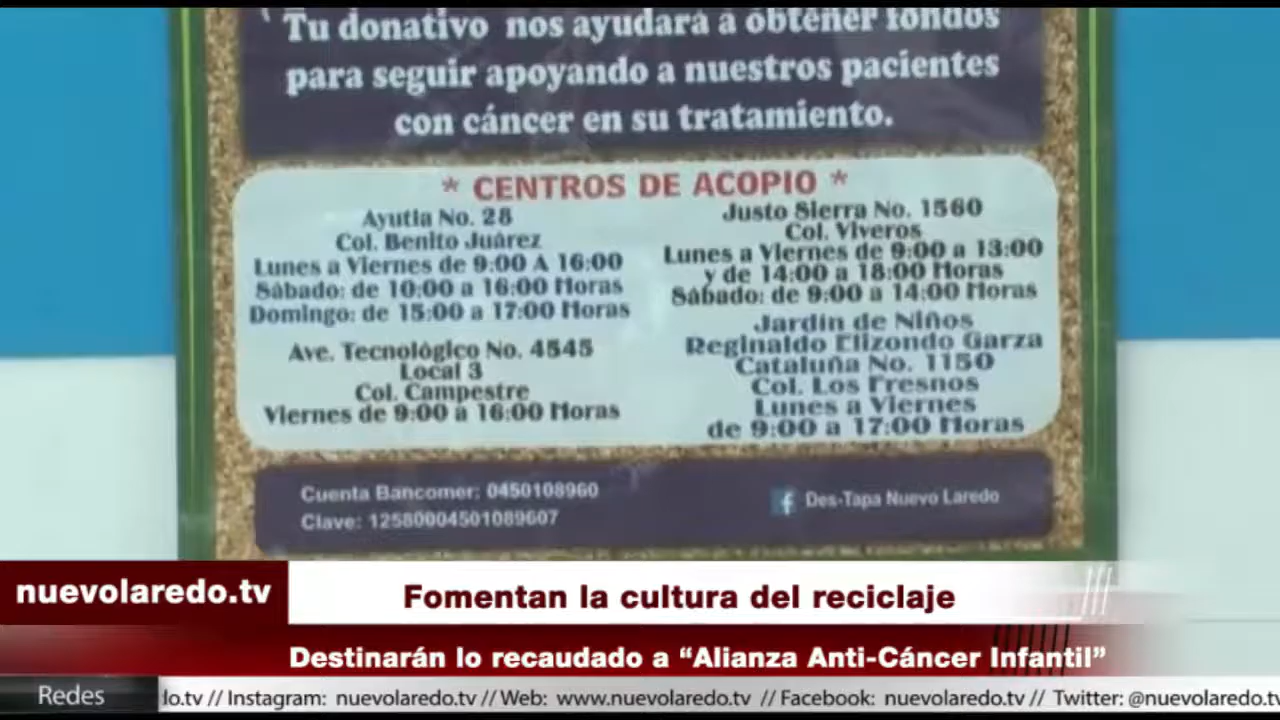 Tu donativo nos ayudará a obtener fondos
para seguir apoyando a nuestros pacientes
con cáncer en su tratamiento.
* CENTROS DE ACOPIO *
Ayutla No. 28
Col. Benito Juárez
Lunes a Viernes de 9:00 A 16:00
Sábado: de 10:00 a 16:00 Horas
Domingo: de 15:00 a 17:00 Horas
Ave. Tecnológico No. 4545
Local 3
Col. Campestre
Viernes de 9:00 a 16:00 Horas
Justo Sierra No. 1560
Col. Viveros
Lunes a Viernes de 9:00 a 13:00
y de 14:00 a 18:00 Horas
Sábado: de 9:00 a 14:00 Horas
Jardín de Niños
Reginaldo Elizondo Garza
Cataluña No. 1150
Col. Los Fresnos
Lunes a Viernes
de 9:00 a 17:00 Horas
Cuenta Bancomer: 0450108960
Clave: 12580004501089607
f Des-Tapa Nuevo Laredo
nuevolaredo.tv
Fomentan la cultura del reciclaje
Destinarán lo recaudado a “Alianza Anti-Cáncer Infantil”
Redes
do.tv // Instagram: nuevolaredo.tv // Web: www.nuevolaredo.tv // Facebook: nuevolaredo.tv // Twitter: @nuevolaredo.tv